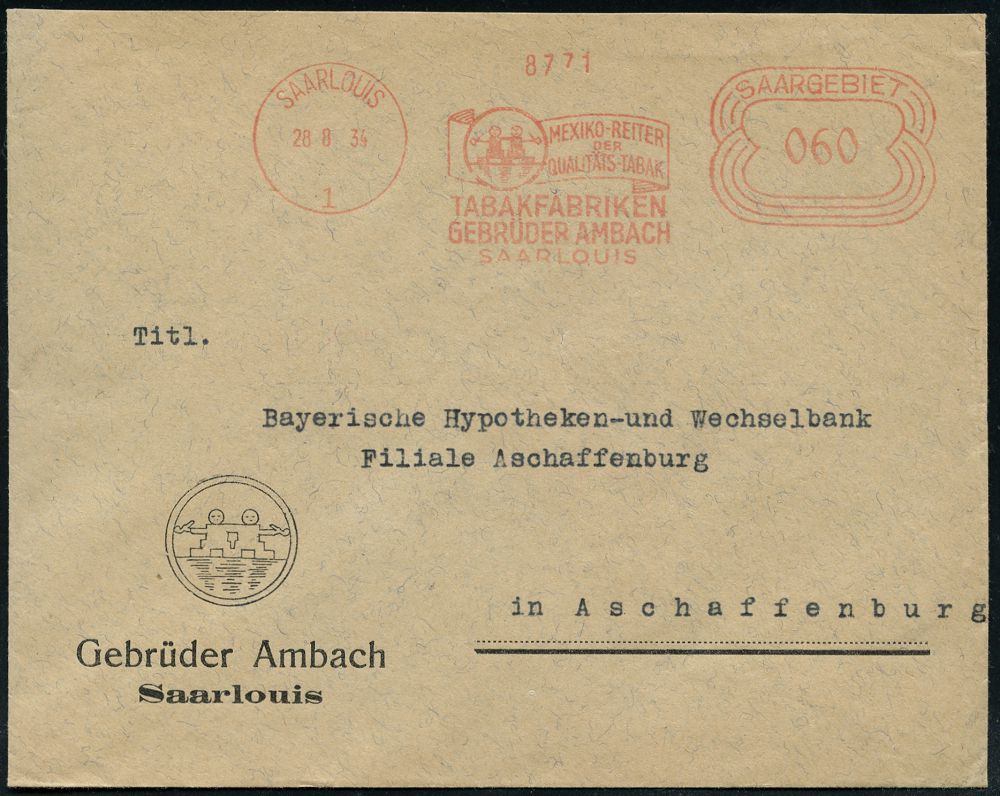 8771
SAARLOUIS
28 8 34
1
MEXIKO-REITER
DER
QUALITÄTS-TABAK
TABAKFABRIKEN
GEBRÜDER AMBACH
SAARLOUIS
SAARGEBIET
060
Titl.
Bayerische Hypotheken-und Wechselbank
Filiale Aschaffenburg
in Aschaffenburg
Gebrüder Ambach
Saarlouis